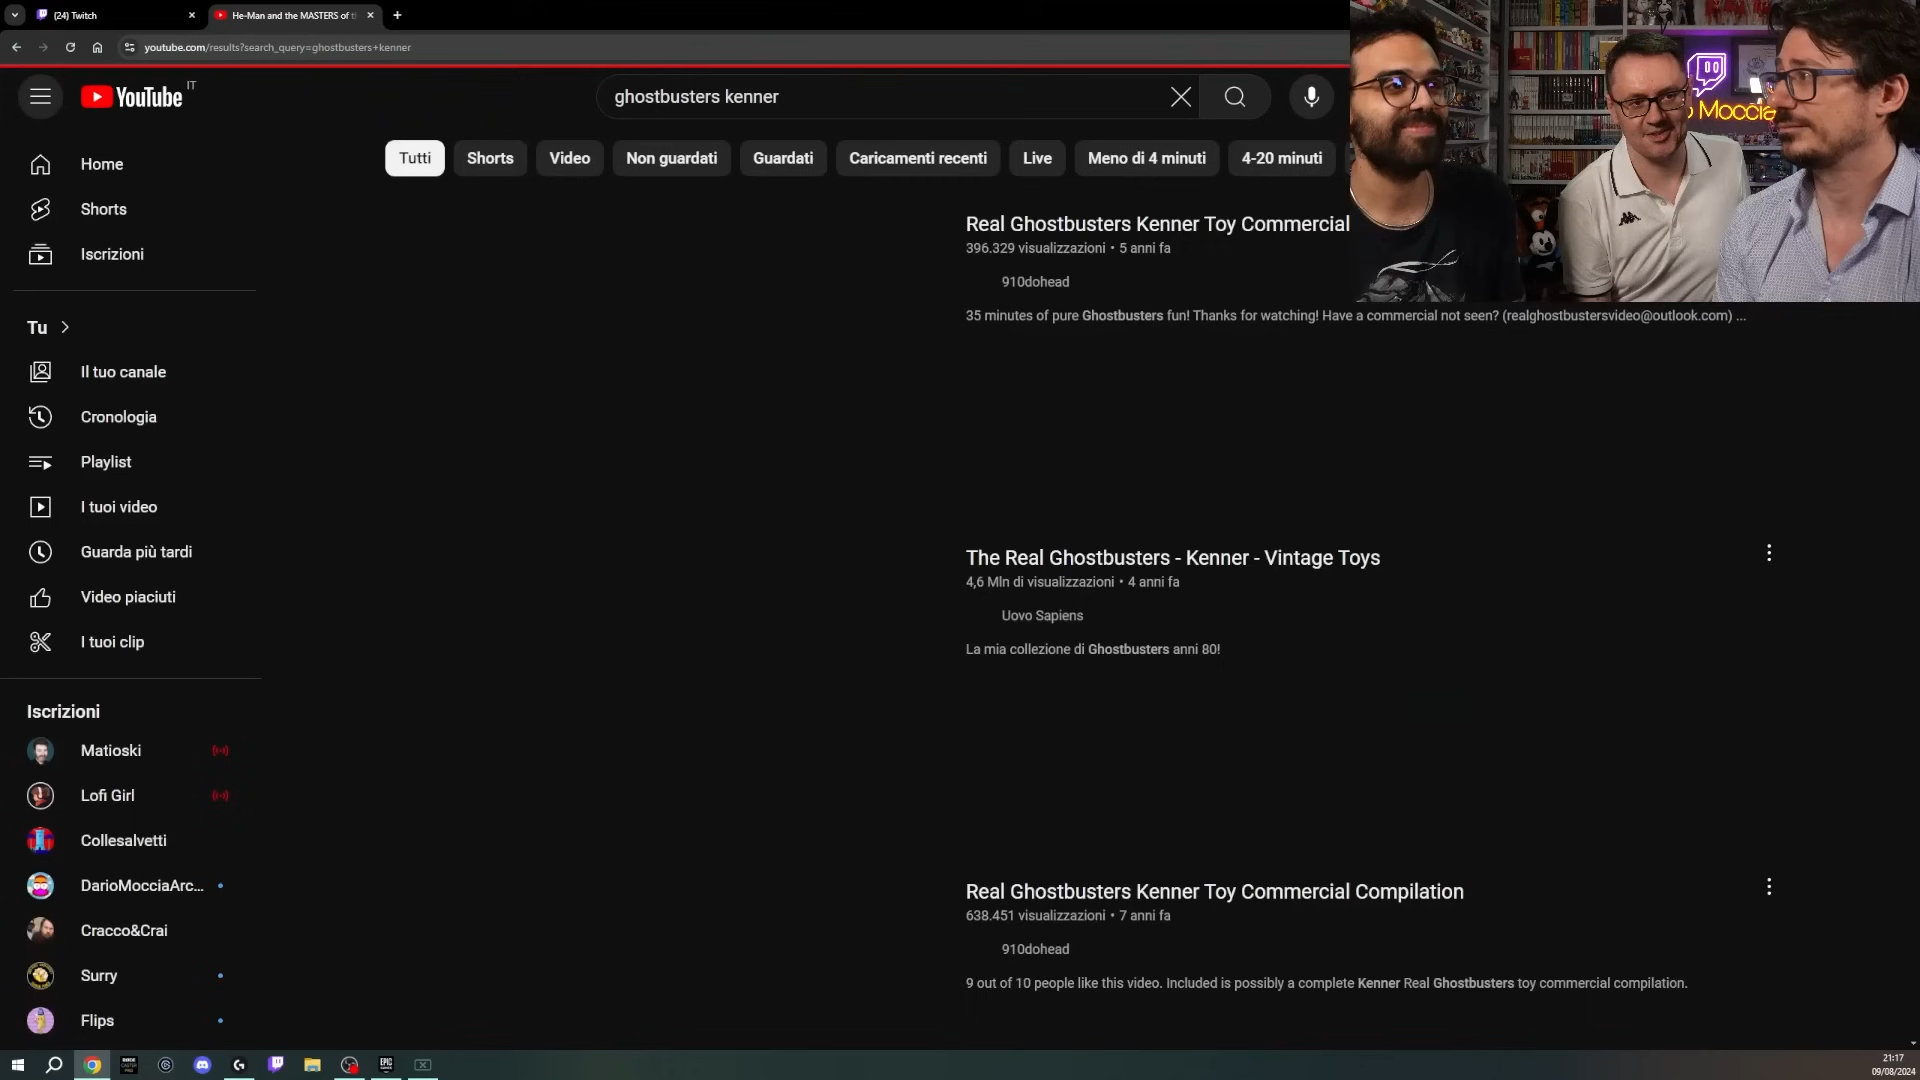 (24) Twitch
He-Man and the MASTERS of t
youtube.com/results?search_query=ghostbusters+kenner
YouTube IT
ghostbusters kenner
Tutti
Shorts
Video
Non guardati
Guardati
Caricamenti recenti
Live
Meno di 4 minuti
4-20 minuti
Home
Shorts
Iscrizioni
Tu
Il tuo canale
Cronologia
Playlist
I tuoi video
Guarda più tardi
Video piaciuti
I tuoi clip
Iscrizioni
Matioski
Lofi Girl
Collesalvetti
DarioMocciaArc...
Cracco&Crai
Surry
Flips
Real Ghostbusters Kenner Toy Commercial
396.329 visualizzazioni • 5 anni fa
910dohead
35 minutes of pure Ghostbusters fun! Thanks for watching! Have a commercial not seen? (realghostbustersvideo@outlook.com) ...
The Real Ghostbusters - Kenner - Vintage Toys
4,6 Mln di visualizzazioni • 4 anni fa
Uovo Sapiens
La mia collezione di Ghostbusters anni 80!
Real Ghostbusters Kenner Toy Commercial Compilation
638.451 visualizzazioni • 7 anni fa
910dohead
9 out of 10 people like this video. Included is possibly a complete Kenner Real Ghostbusters toy commercial compilation.
Moccia
EPIC GAMES
21:17
09/08/2024